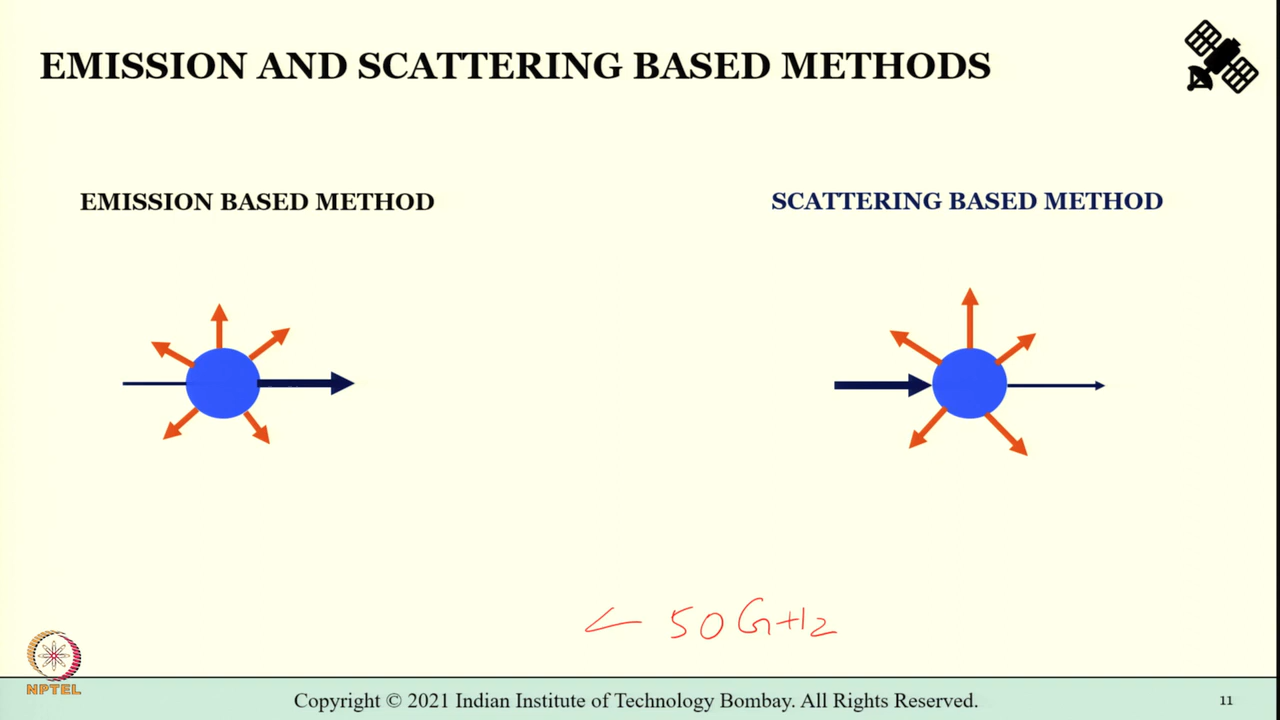 EMISSION AND SCATTERING BASED METHODS
EMISSION BASED METHOD
SCATTERING BASED METHOD
< 50 GHz
NPTEL
Copyright © 2021 Indian Institute of Technology Bombay. All Rights Reserved.
11